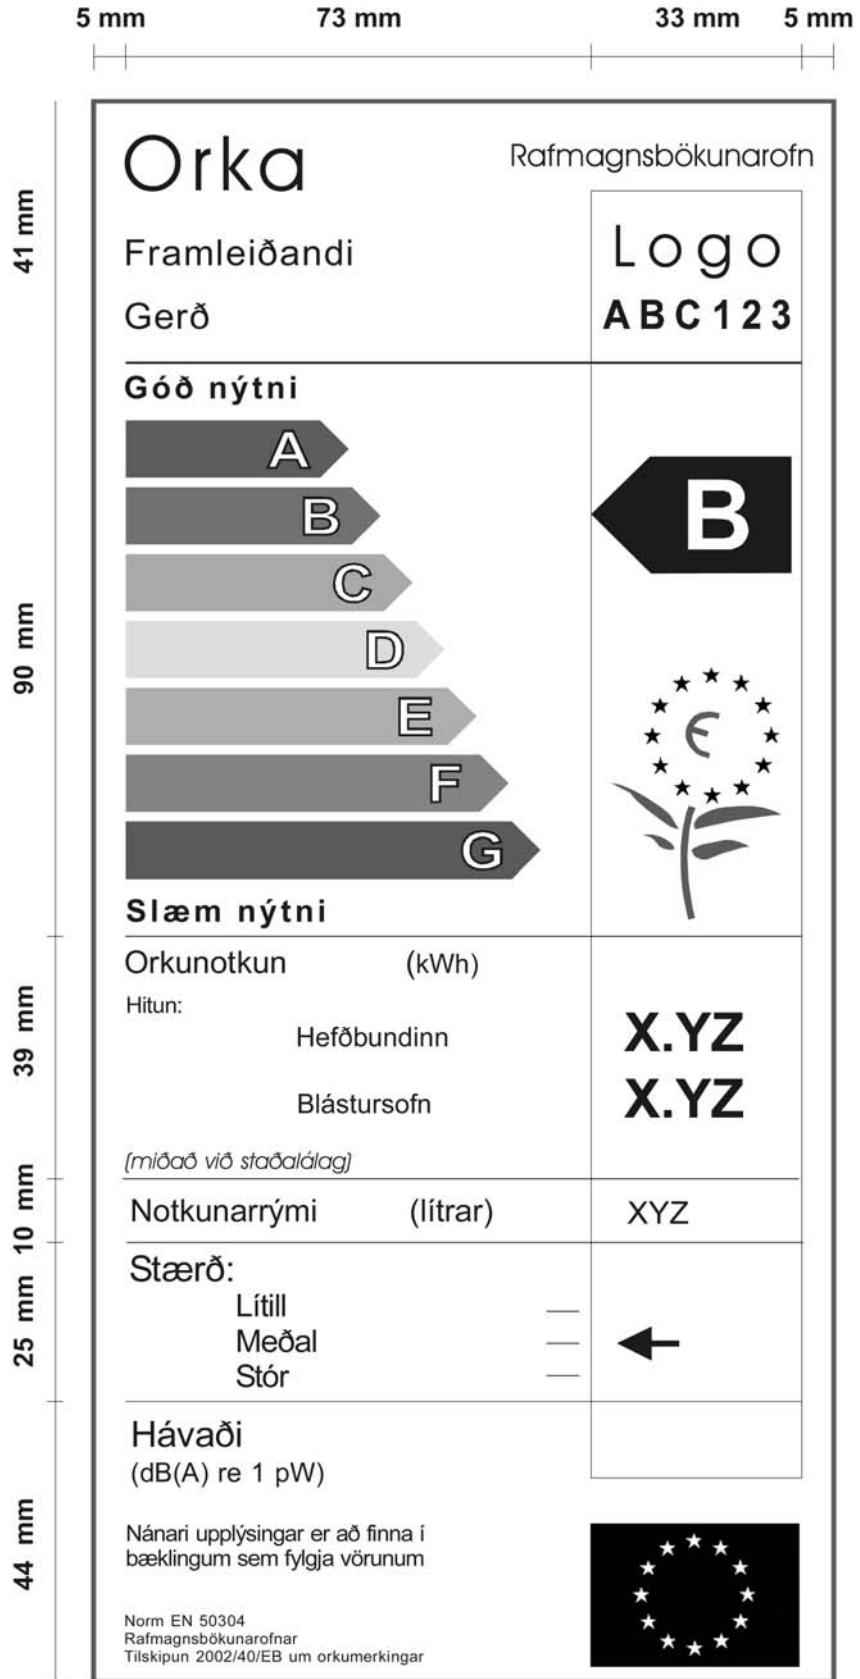 5 mm 73 mm 33 mm 5 mm
41 mm
90 mm
39 mm
10 mm
25 mm
44 mm
Orka
Rafmagnsbökunarofn
Framleiðandi
Logo
Gerð
ABC123
Góð nýtni
A
B
B
C
D
E
F
G
Slæm nýtni
Orkunotkun (kWh)
Hitun:
Hefðbundinn X.YZ
Blástursofn X.YZ
(miðað við staðalálag)
Notkunarrými (lítrar) XYZ
Stærð:
Lítill
Meðal
Stór
Hávaði
(dB(A) re 1 pW)
Nánari upplýsingar er að finna í
bæklingum sem fylgja vörunum
Norm EN 50304
Rafmagnsbökunarofnar
Tilskipun 2002/40/EB um orkumerkingar